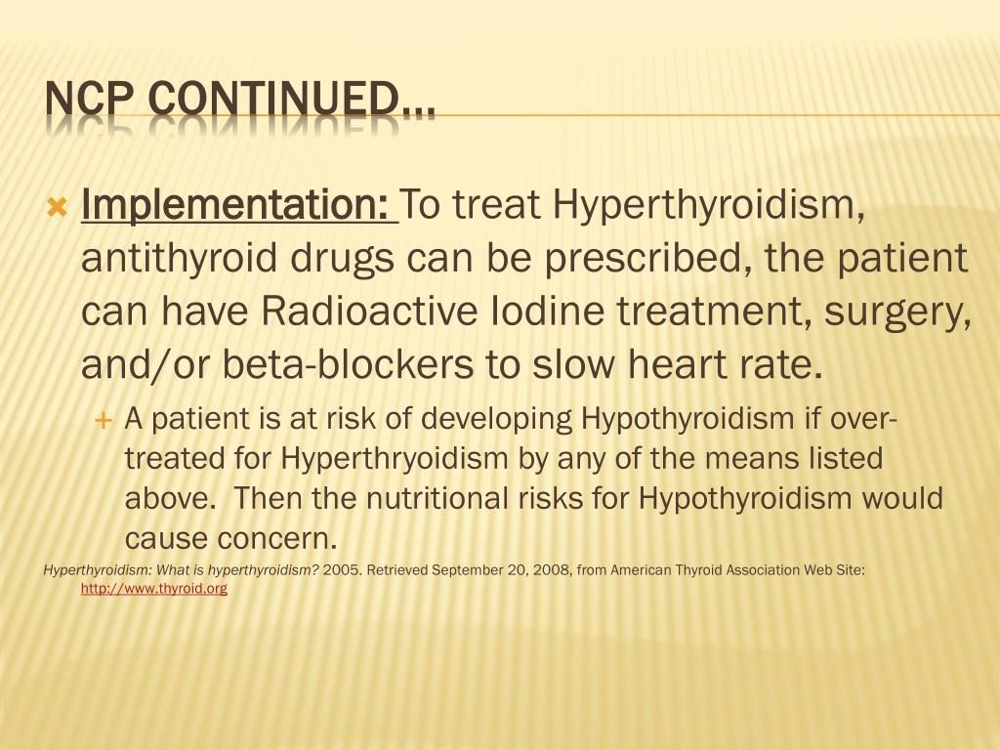 NCP CONTINUED...
Implementation: To treat Hyperthyroidism,
antithyroid drugs can be prescribed, the patient
can have Radioactive Iodine treatment, surgery,
and/or beta-blockers to slow heart rate.
A patient is at risk of developing Hypothyroidism if over-
treated for Hyperthryoidism by any of the means listed
above.  Then the nutritional risks for Hypothyroidism would
cause concern.
Hyperthyroidism: What is hyperthyroidism? 2005. Retrieved September 20, 2008, from American Thyroid Association Web Site:
http://www.thyroid.org